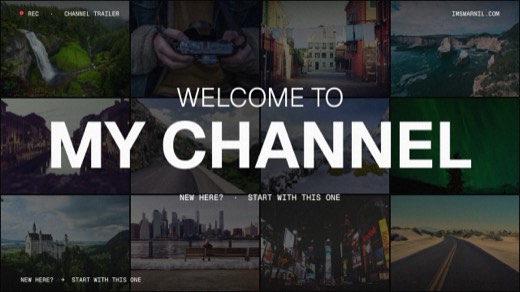 REC · CHANNEL TRAILER
IMSWARNIL.COM
WELCOME TO
MY CHANNEL
NEW HERE? · START WITH THIS ONE
NEW HERE? + START WITH THIS ONE